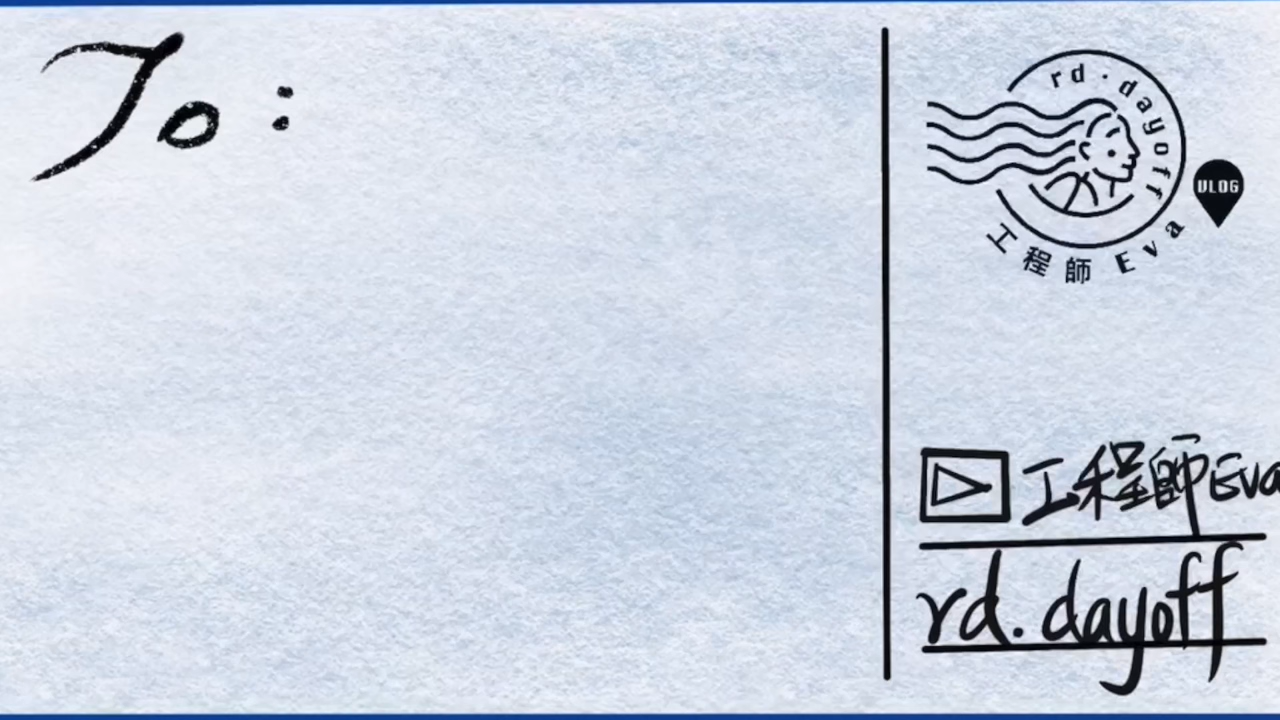 To:
rd·dayoff
VLOG
工程師 Eva
工程師Eva
rd.dayoff